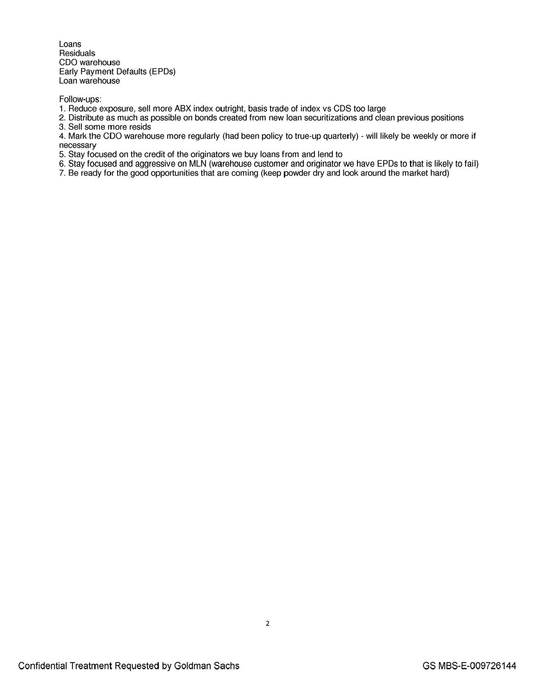 Loans
Residuals
CDO warehouse
Early Payment Defaults (EPDs)
Loan warehouse
Follow-ups:
1. Reduce exposure, sell more ABX index outright, basis trade of index vs CDS too large
2. Distribute as much as possible on bonds created from new loan securitizations and clean previous positions
3. Sell some more resids
4. Mark the CDO warehouse more regularly (had been policy to true-up quarterly) - will likely be weekly or more if
necessary
5. Stay focused on the credit of the originators we buy loans from and lend to
6. Stay focused and aggressive on MLN (warehouse customer and originator we have EPDs to that is likely to fail)
7. Be ready for the good opportunities that are coming (keep powder dry and look around the market hard)
2
Confidential Treatment Requested by Goldman Sachs
GS MBS-E-009726144